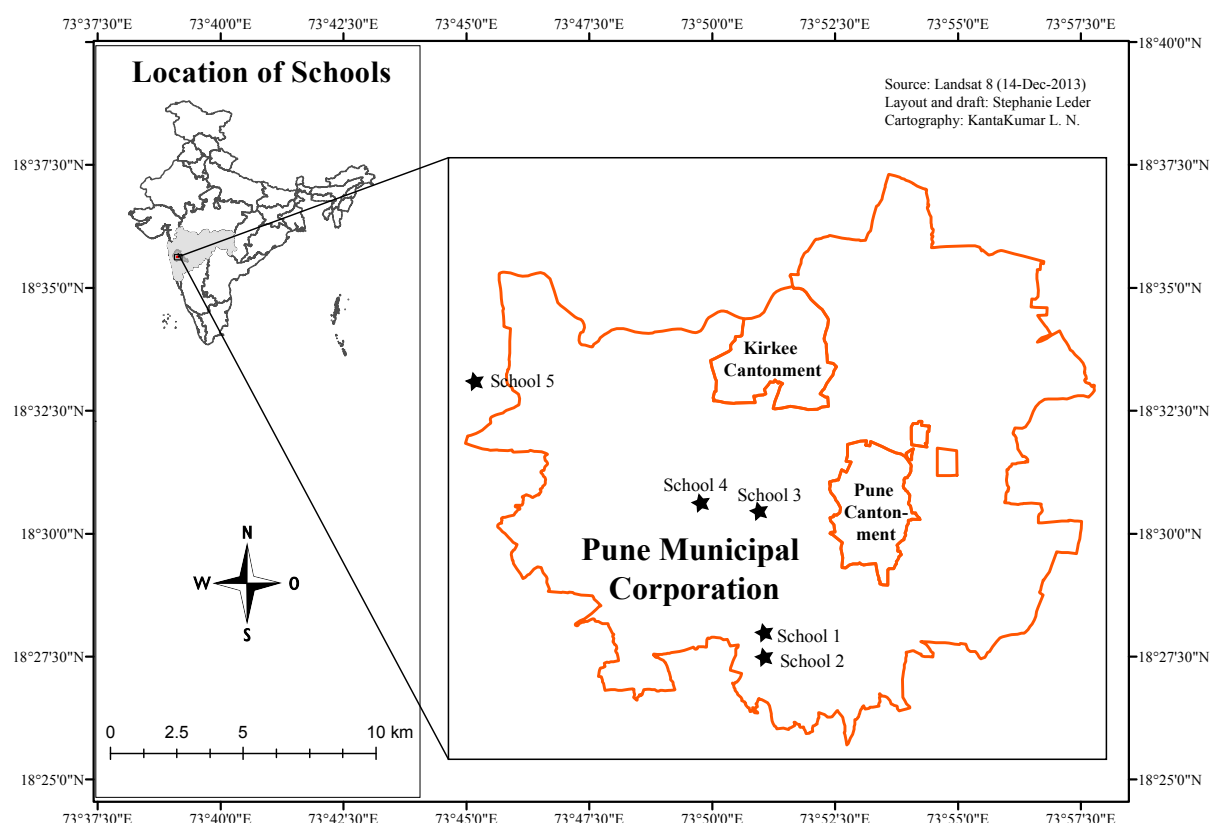 73°37'30"E 73°40'0"E 73°42'30"E 73°45'0"E 73°47'30"E 73°50'0"E 73°52'30"E 73°55'0"E 73°57'30"E
18°40'0"N
Location of Schools
Source: Landsat 8 (14-Dec-2013)
Layout and draft: Stephanie Leder
Cartography: KantaKumar L. N.
18°37'30"N 18°37'30"N
18°35'0"N 18°35'0"N
Kirkee
Cantonment
School 5
18°32'30"N 18°32'30"N
School 4
School 3
Pune
Canton-
ment
18°30'0"N 18°30'0"N
N
W O
S
Pune Municipal
Corporation
School 1
School 2
18°27'30"N 18°27'30"N
0 2.5 5 10 km
18°25'0"N 18°25'0"N
73°37'30"E 73°40'0"E 73°42'30"E 73°45'0"E 73°47'30"E 73°50'0"E 73°52'30"E 73°55'0"E 73°57'30"E